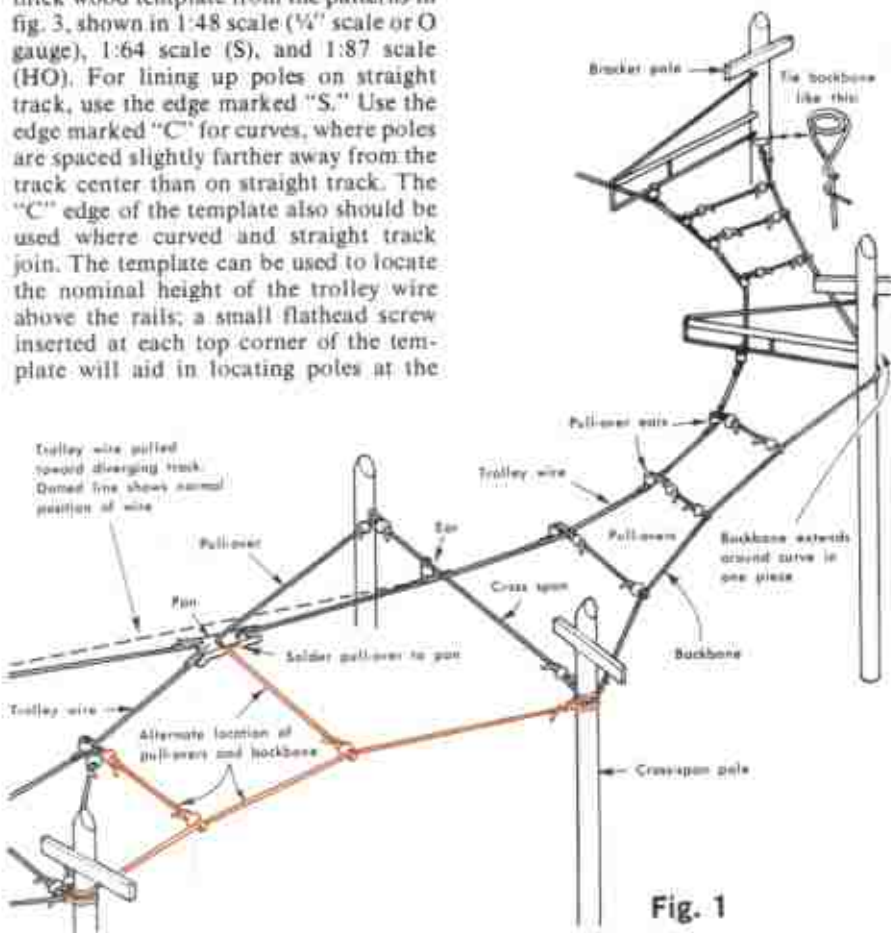 thick wood template from the patterns in
fig. 3, shown in 1:48 scale (¼" scale or O
gauge), 1:64 scale (S), and 1:87 scale
(HO). For lining up poles on straight
track, use the edge marked "S." Use the
edge marked "C" for curves, where poles
are spaced slightly farther away from the
track center than on straight track. The
"C" edge of the template also should be
used where curved and straight track
join. The template can be used to locate
the nominal height of the trolley wire
above the rails; a small flathead screw
inserted at each top corner of the tem-
plate will aid in locating poles at the
Bracket pole
Tie backbone
like this:
Pull-over ears
Trolley wire
Pull-overs
Backbone extends
around curve in
one piece
Backbone
Trolley wire pulled
toward diverging track.
Dotted line shows normal
position of wire
Pull-over
Ear
Pan
Cross span
Solder pull-over to pan
Trolley wire
Alternate location of
pull-overs and backbone
Cross-span pole
Fig. 1